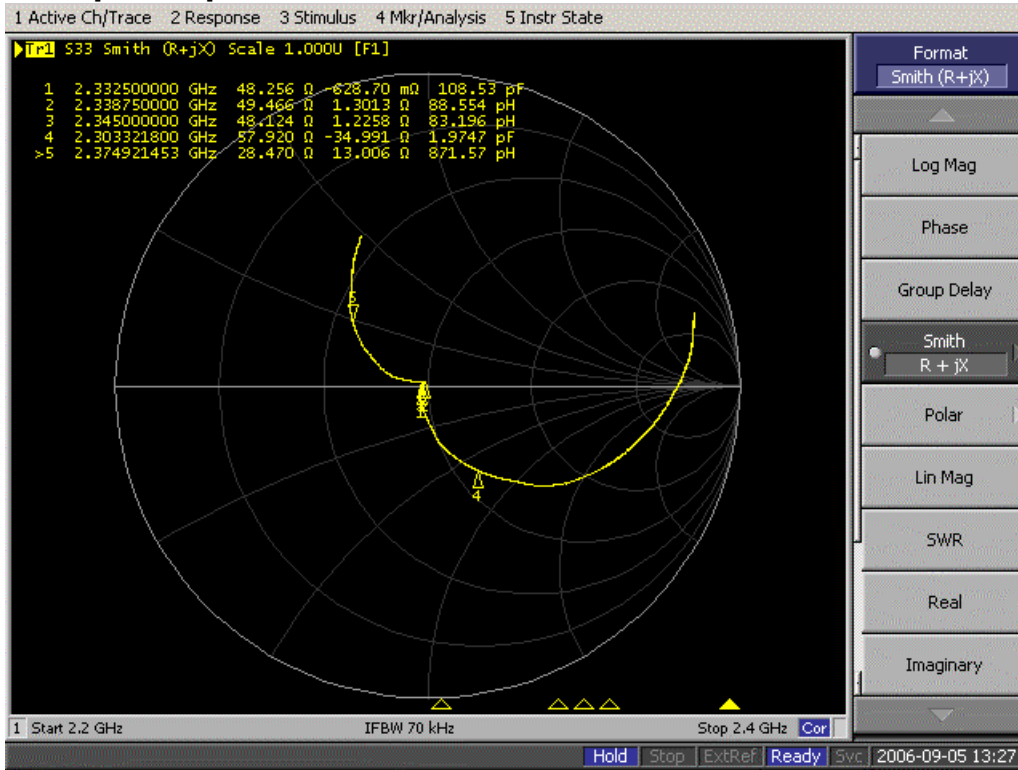 1 Active Ch/Trace 2 Response 3 Stimulus 4 Mkr/Analysis 5 Instr State
Tr1 S33 Smith (R+jX) Scale 1.000U [F1]
1 2.332500000 GHz 48.256 Ω -628.70 mΩ 108.53 pF
2 2.338750000 GHz 49.466 Ω 1.3013 Ω 88.554 pH
3 2.345000000 GHz 48.124 Ω 1.2258 Ω 83.196 pH
4 2.303321800 GHz 57.920 Ω -34.991 Ω 1.9747 pF
>5 2.374921453 GHz 28.470 Ω 13.006 Ω 871.57 pH
5
4
Format
Smith (R+jX)
Log Mag
Phase
Group Delay
Smith
R + jX
Polar
Lin Mag
SWR
Real
Imaginary
1 Start 2.2 GHz IFBW 70 kHz Stop 2.4 GHz Cor
Hold Stop ExtRef Ready Svc 2006-09-05 13:27